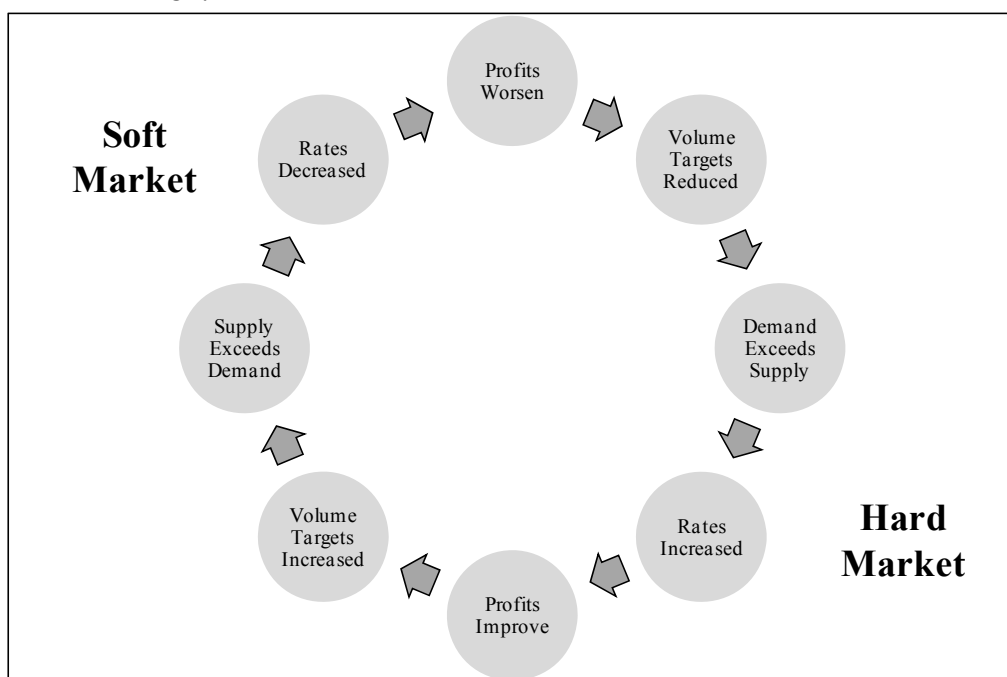 Profits
Worsen
Volume
Targets
Reduced
Demand
Exceeds
Supply
Rates
Increased
Profits
Improve
Volume
Targets
Increased
Supply
Exceeds
Demand
Rates
Decreased
Soft
Market
Hard
Market